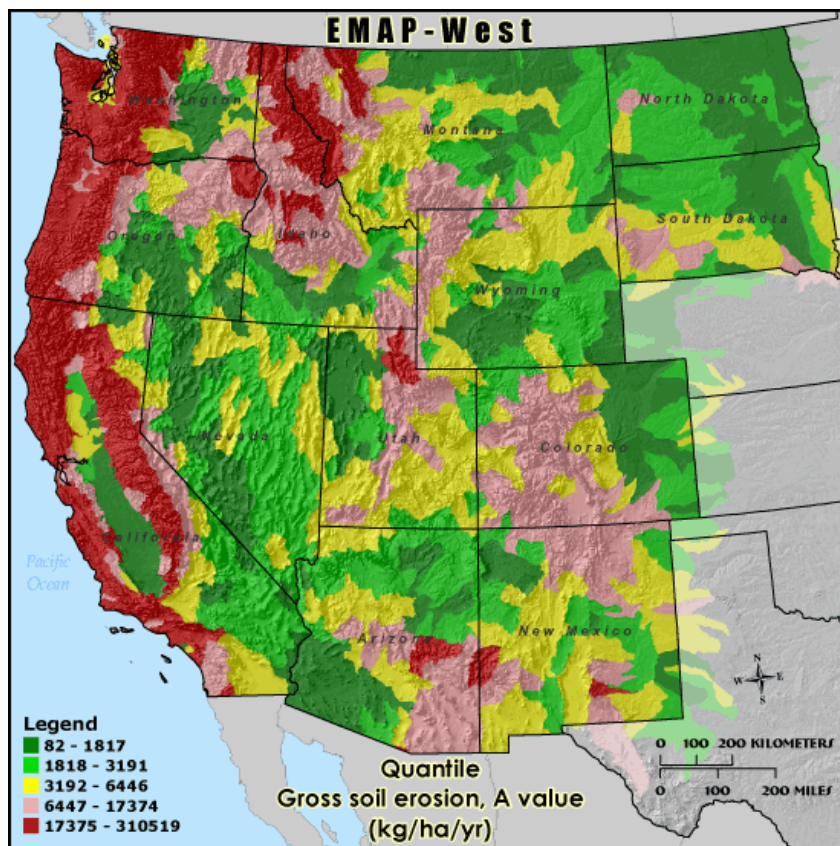 EMAP-West
Washington
Montana
North Dakota
Oregon
Idaho
South Dakota
Wyoming
Nevada
Utah
Colorado
California
Pacific
Ocean
Arizona
New Mexico
N
W E
S
Legend
82 - 1817
1818 - 3191
3192 - 6446
6447 - 17374
17375 - 310519
Quantile
Gross soil erosion, A value
(kg/ha/yr)
0 100 200 KILOMETERS
0 100 200 MILES